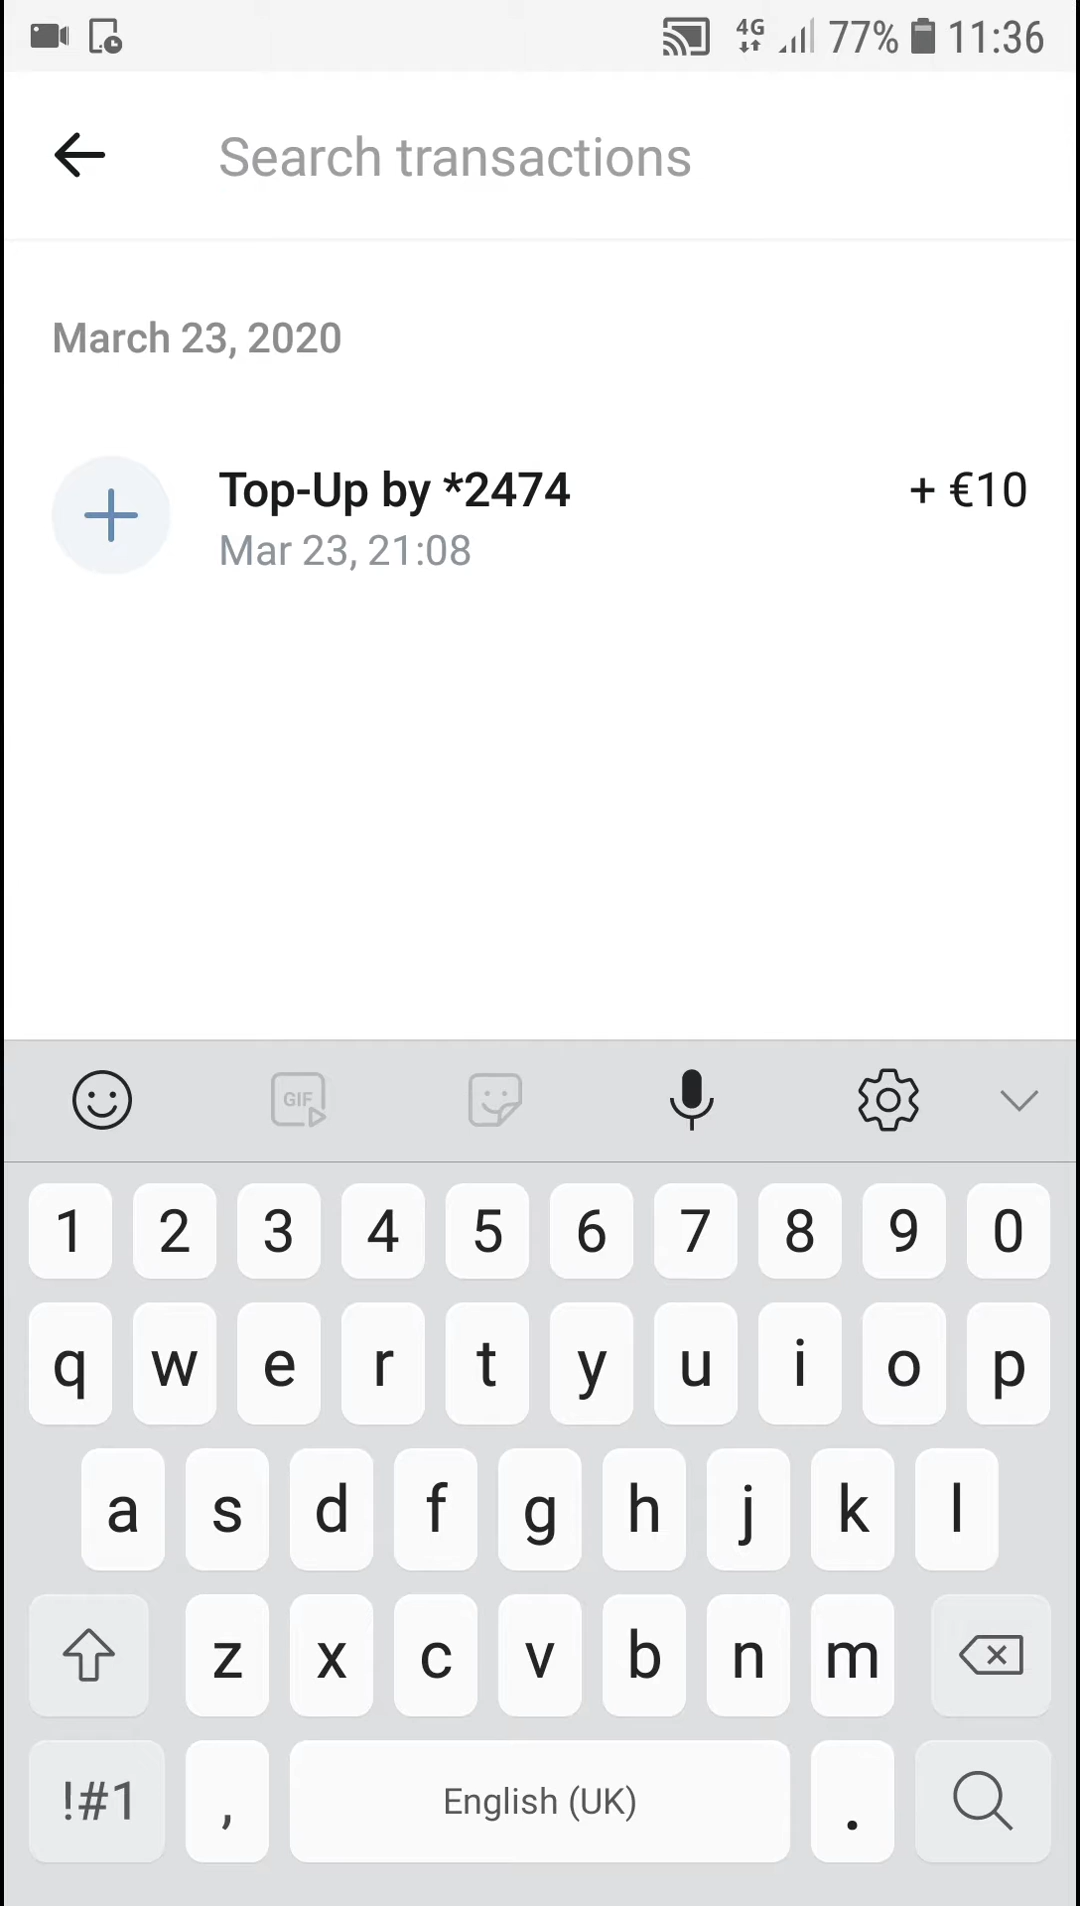 4G 77% 11:36
Search transactions
March 23, 2020
Top-Up by *2474 + €10
Mar 23, 21:08
GIF
1 2 3 4 5 6 7 8 9 0
q w e r t y u i o p
a s d f g h j k l
z x c v b n m
!#1 , English (UK) .